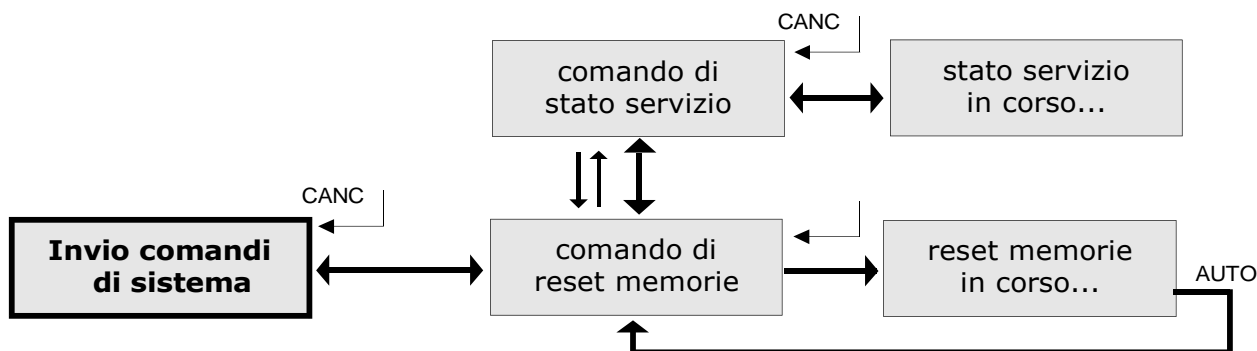 CANC
comando di
stato servizio
stato servizio
in corso...
CANC
Invio comandi
di sistema
comando di
reset memorie
reset memorie
in corso...
AUTO